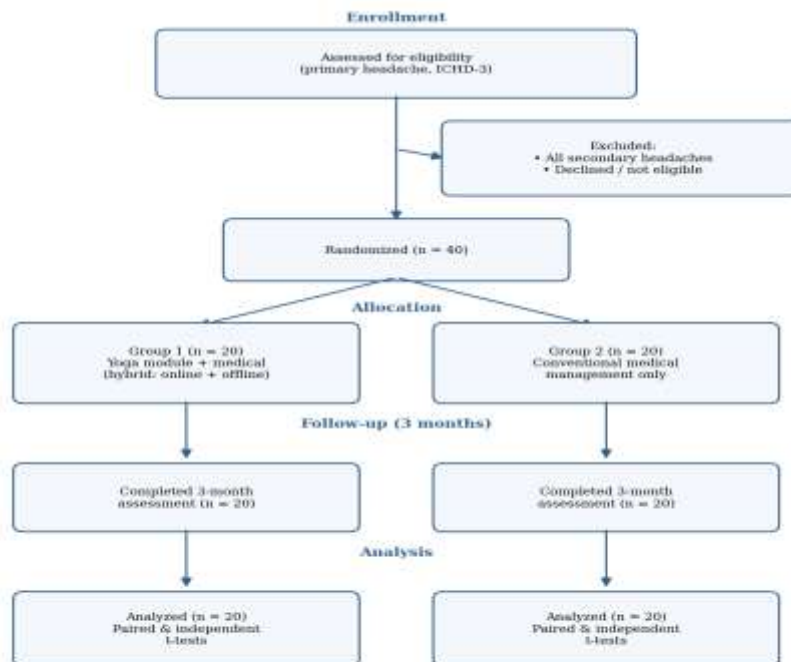 Enrollment
Assessed for eligibility
(primary headache, ICHD-3)
Excluded:
• All secondary headaches
• Declined / not eligible
Randomized (n = 40)
Allocation
Group 1 (n = 20)
Yoga module + medical
(hybrid: online + offline)
Group 2 (n = 20)
Conventional medical
management only
Follow-up (3 months)
Completed 3-month
assessment (n = 20)
Completed 3-month
assessment (n = 20)
Analysis
Analyzed (n = 20)
Paired & independent
t-tests
Analyzed (n = 20)
Paired & independent
t-tests